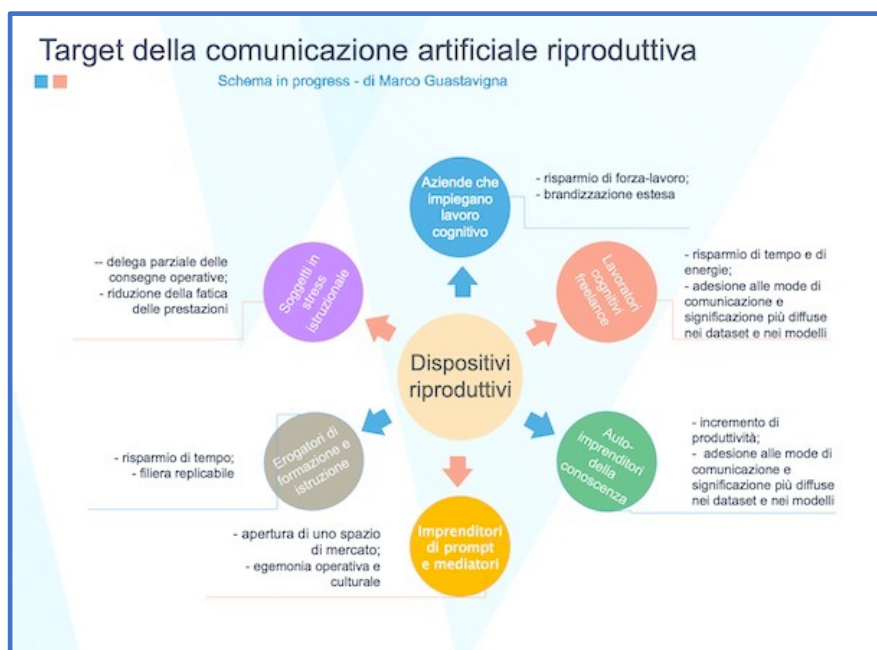 Target della comunicazione artificiale riproduttiva
Schema in progress - di Marco Guastavigna
Aziende che
impiegano
lavoro
cognitivo
- risparmio di forza-lavoro;
- brandizzazione estesa
Lavoratori
cognitivi
freelance
- risparmio di tempo e di
energie;
- adesione alle mode di
comunicazione e
significazione più diffuse
nei dataset e nei modelli
Auto-
imprenditori
della
conoscenza
- incremento di
produttività;
- adesione alle mode di
comunicazione e
significazione più diffuse
nei dataset e nei modelli
Imprenditori
di prompt
e mediatori
- apertura di uno spazio
di mercato;
- egemonia operativa e
culturale
Erogatori di
formazione e
istruzione
- risparmio di tempo;
- filiera replicabile
Soggetti in
stress
istruzionale
-- delega parziale delle
consegne operative;
- riduzione della fatica
delle prestazioni
Dispositivi
riproduttivi